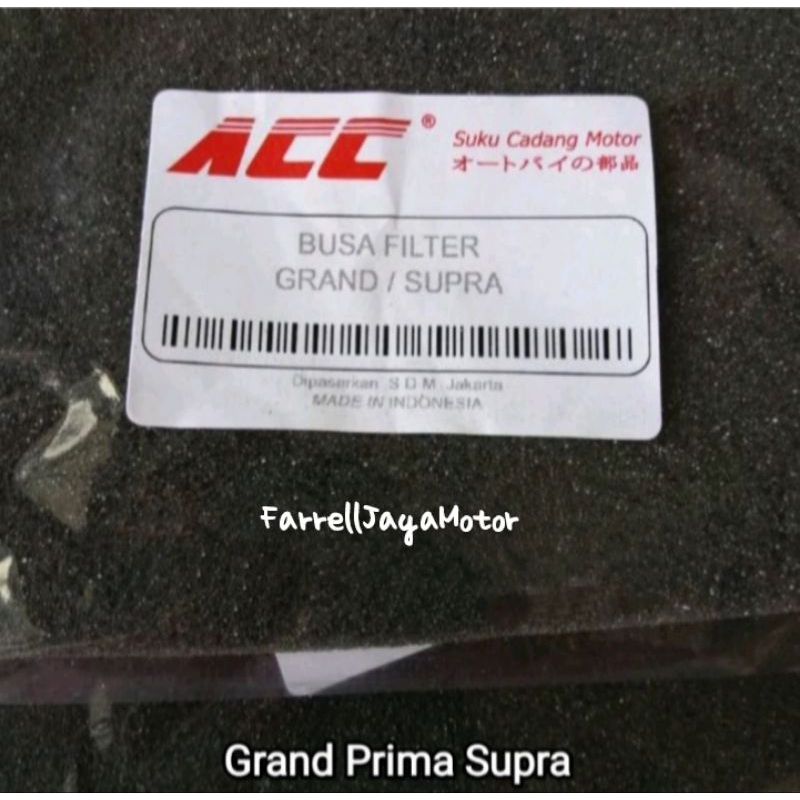 ACC®
Suku Cadang Motor
オートバイの部品
BUSA FILTER
GRAND / SUPRA
Dipasarkan S D M Jakarta
MADE IN INDONESIA
FarrellJayaMotor
Grand Prima Supra